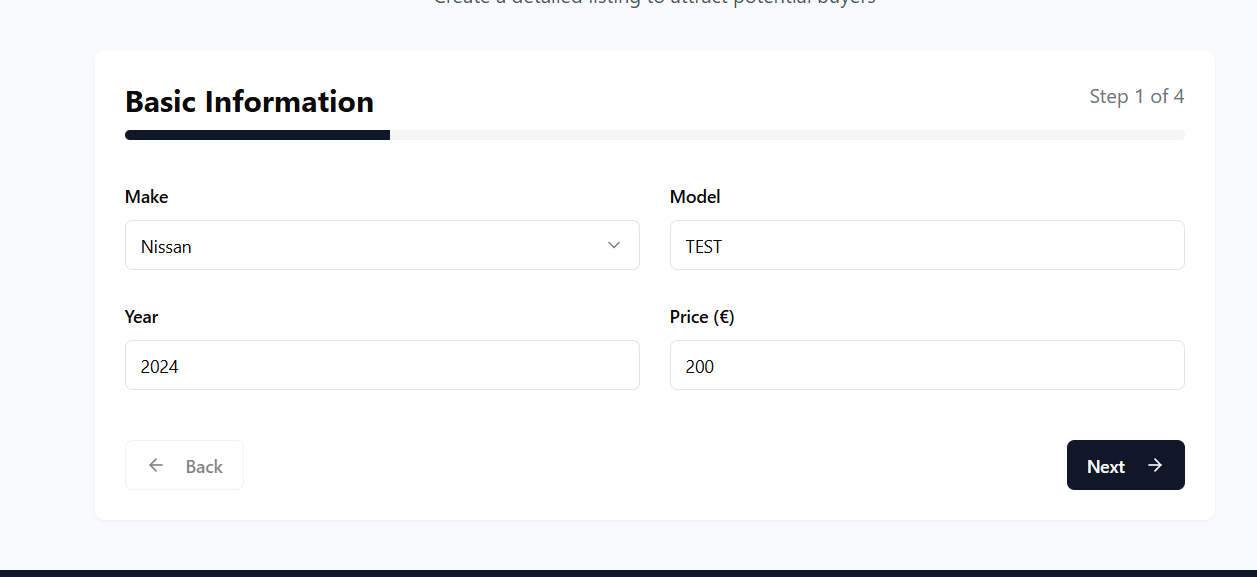 Create a detailed listing to attract potential buyers
Basic Information
Step 1 of 4
Make
Model
Nissan
TEST
Year
Price (€)
2024
200
Back
Next